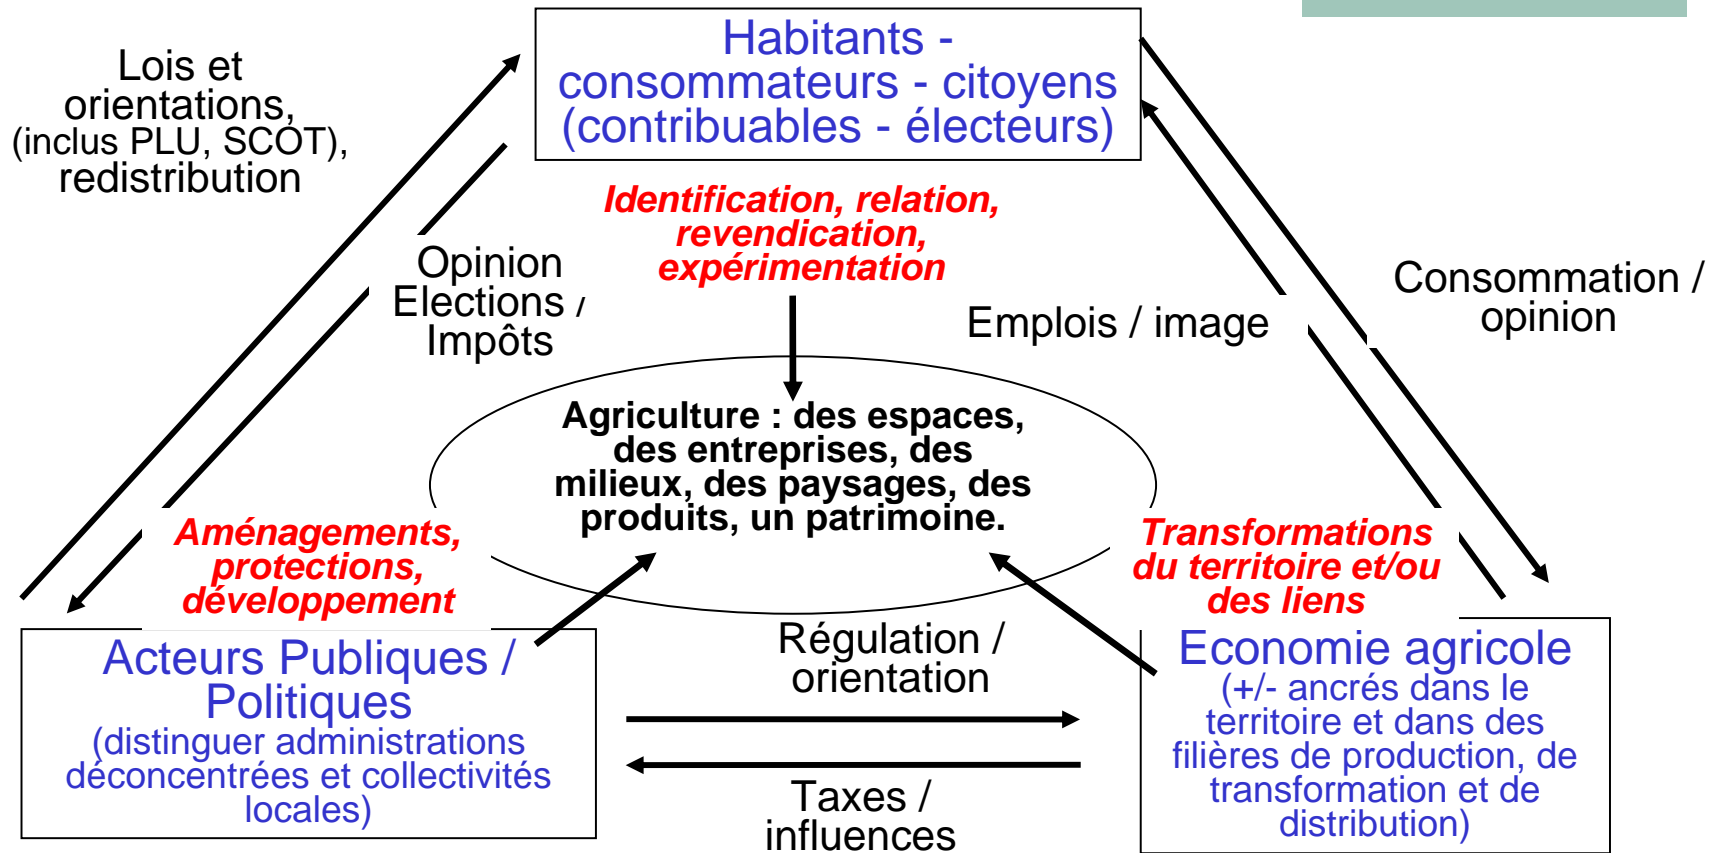 Habitants -
consommateurs - citoyens
(contribuables - électeurs)
Lois et
orientations,
(inclus PLU, SCOT),
redistribution
Identification, relation,
revendication,
expérimentation
Opinion
Elections /
Impôts
Emplois / image
Consommation /
opinion
Agriculture : des espaces,
des entreprises, des
milieux, des paysages, des
produits, un patrimoine.
Aménagements,
protections,
développement
Transformations
du territoire et/ou
des liens
Acteurs Publiques /
Politiques
(distinguer administrations
déconcentrées et collectivités
locales)
Régulation /
orientation
Taxes /
influences
Economie agricole
(+/- ancrés dans le
territoire et dans des
filières de production, de
transformation et de
distribution)